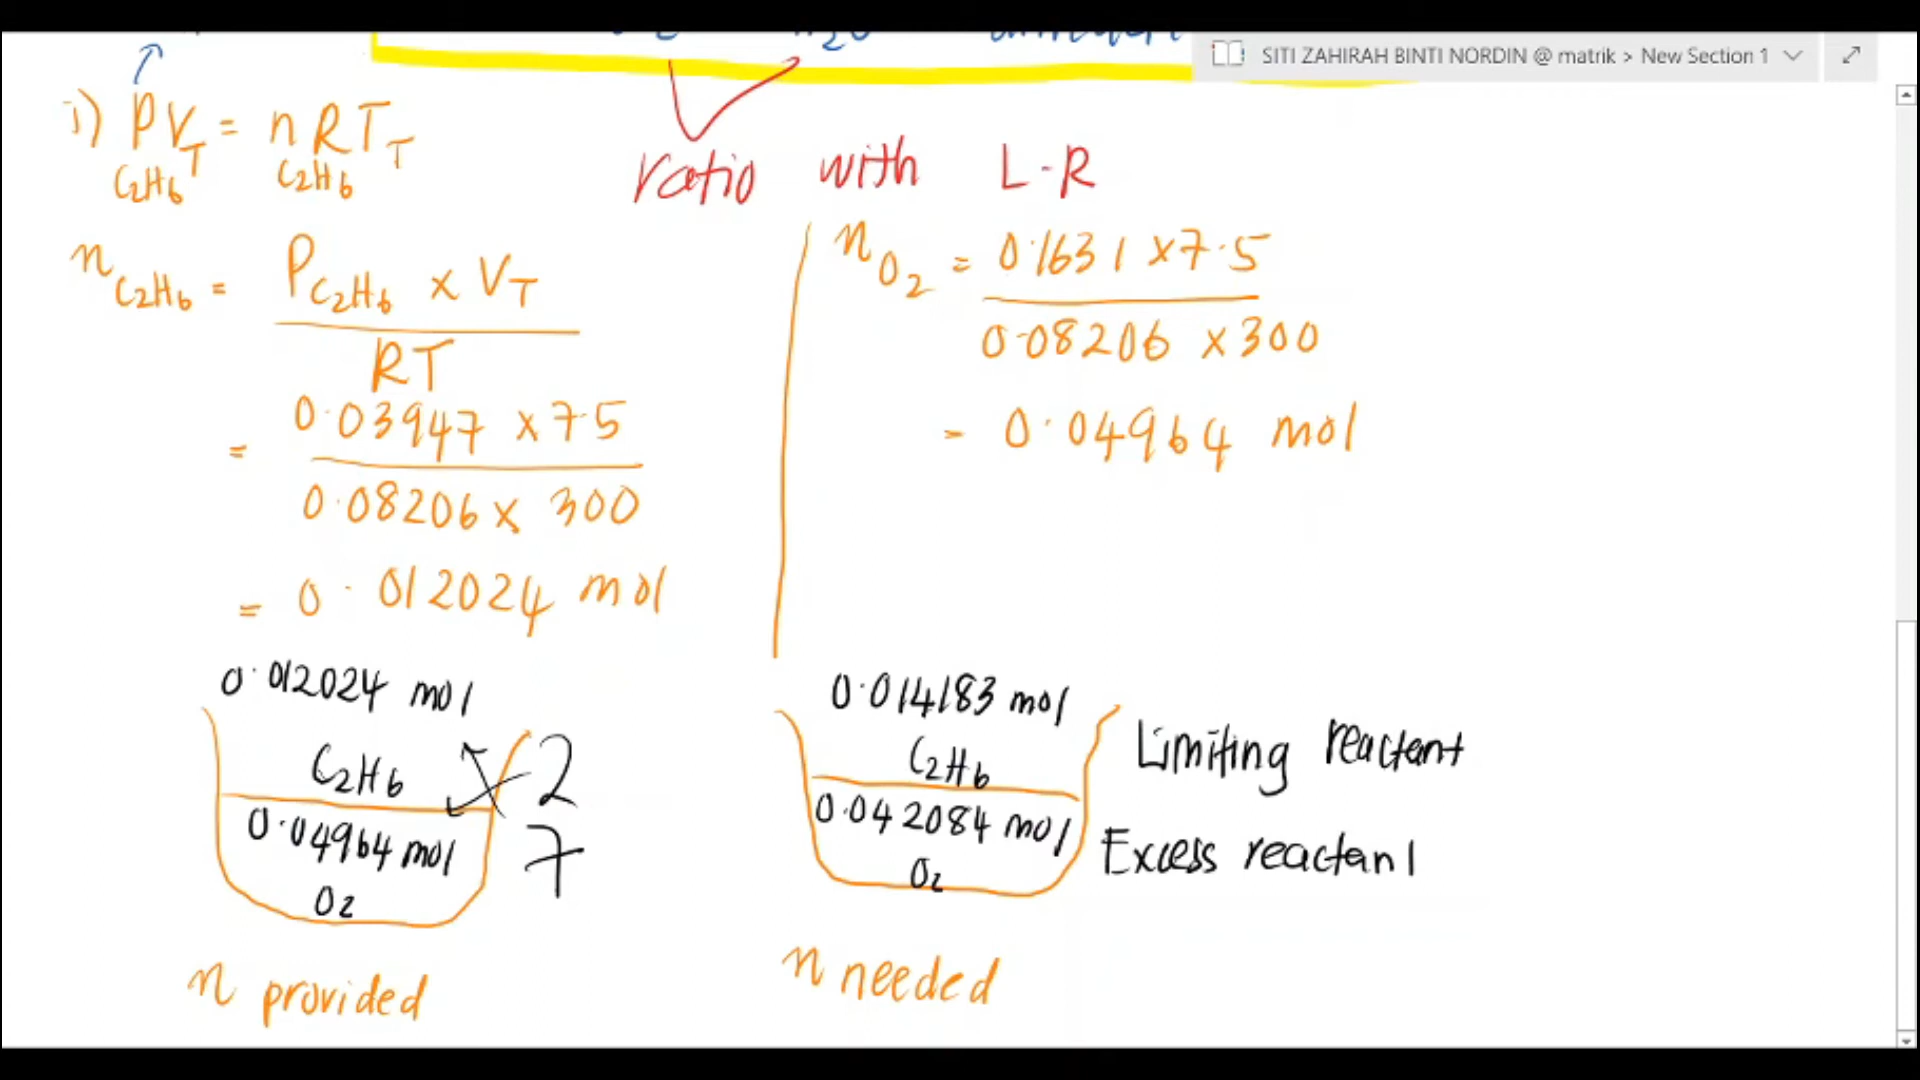 SITI ZAHIRAH BINTI NORDIN @ matrik > New Section 1
i) PV_T = nRT_T
C2H6 C2H6
ratio with L-R
n C2H6 = P C2H6 x V_T
RT
= 0.03947 x 7.5
0.08206 x 300
= 0.012024 mol
n O2 = 0.1631 x 7.5
0.08206 x 300
= 0.04964 mol
0.012024 mol
C2H6 2
0.04964 mol 7
O2
n provided
0.014183 mol
C2H6
Limiting reactant
0.042084 mol
O2
Excess reactant
n needed